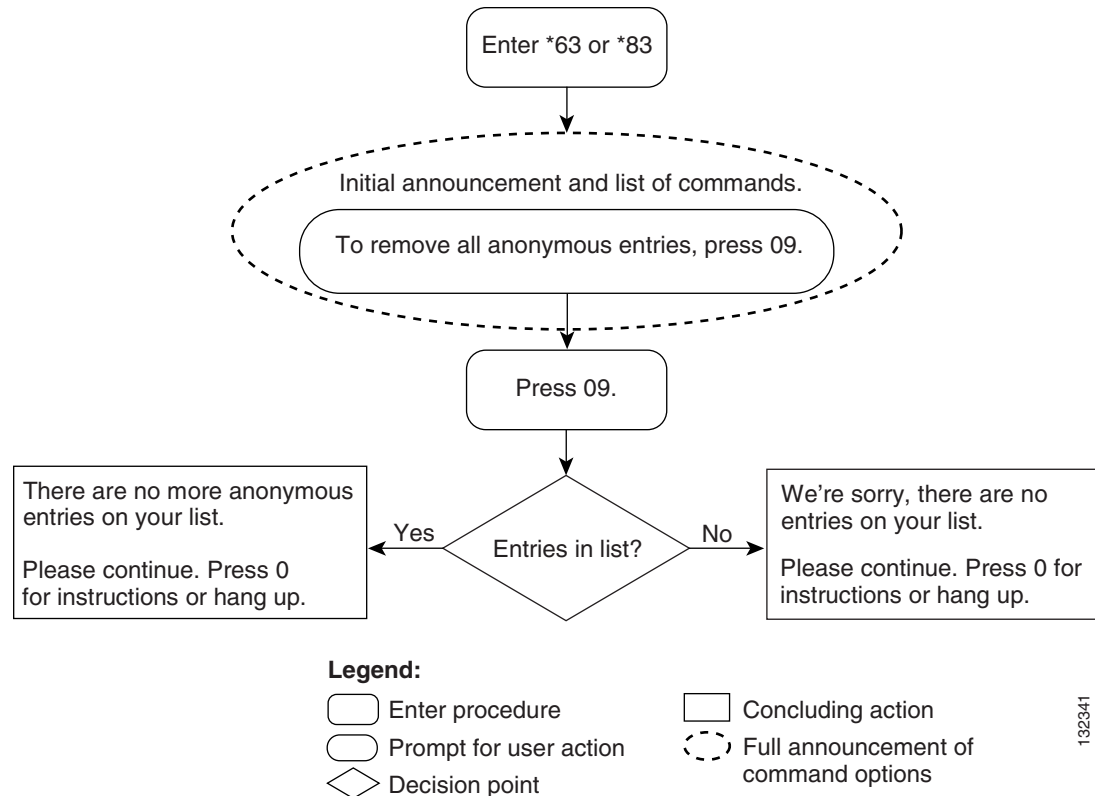 Enter *63 or *83
Initial announcement and list of commands.
To remove all anonymous entries, press 09.
Press 09.
There are no more anonymous
entries on your list.
Please continue. Press 0
for instructions or hang up.
Yes
Entries in list?
No
We're sorry, there are no
entries on your list.
Please continue. Press 0 for
instructions or hang up.
Legend:
Enter procedure
Prompt for user action
Decision point
Concluding action
Full announcement of
command options
132341